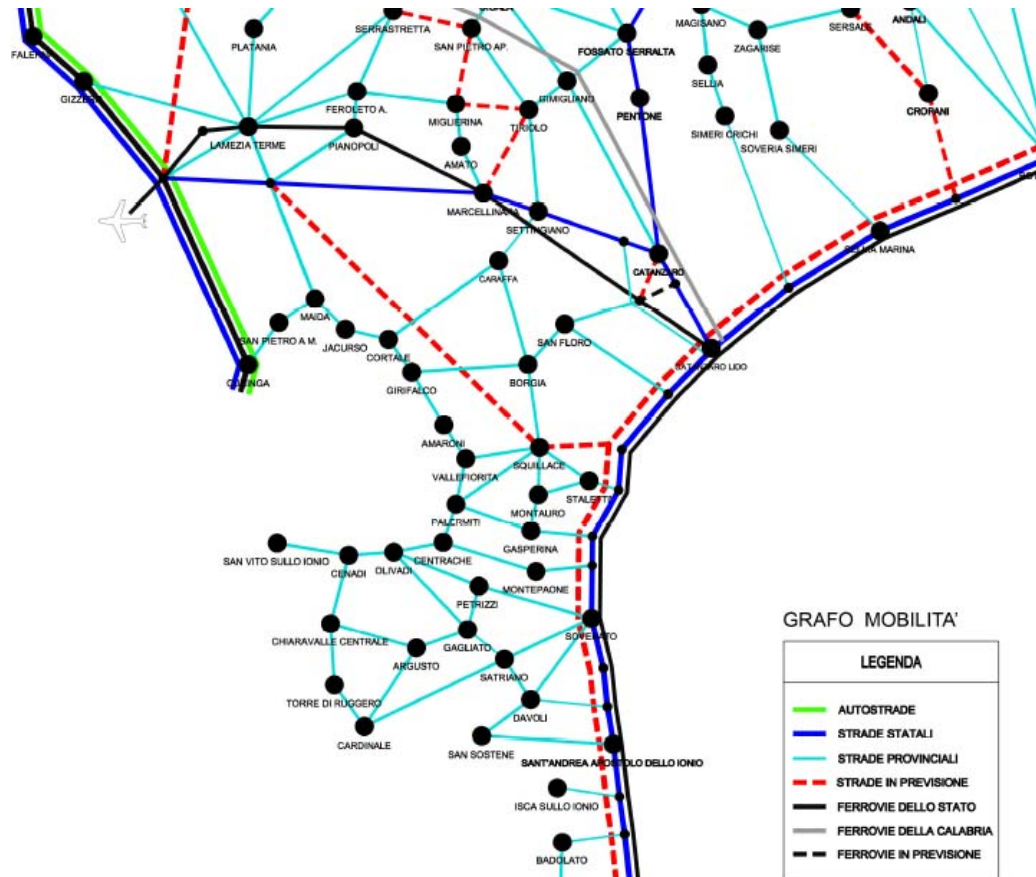 MAGISANO
SERSALE
ANDALI
PLATANIA
SERRASTRETTA
SAN PIETRO AP.
FOSSATO SERRALTA
ZAGARISE
GIZZERIA
FEROLETO A.
GIMIGLIANO
SELLIA
CROPANI
MIGLIERINA
TIRIOLO
PENTONE
SIMERI CRICHI
LAMEZIA TERME
PIANOPOLI
AMATO
SOVERIA SIMERI
MARCELLINARA
SETTINGIANO
SELLIA MARINA
CARAFFA
CATANZARO
MAIDA
SAN PIETRO A M.
JACURSO
CORTALE
SAN FLORO
CATANZARO LIDO
GIRIFALCO
BORGIA
CURINGA
AMARONI
VALLEFIORITA
SQUILLACE
STALETTI
PALERMITI
MONTAURO
SAN VITO SULLO IONIO
CENADI
OLIVADI
CENTRACHE
GASPERINA
MONTEPAONE
PETRIZZI
CHIARAVALLE CENTRALE
ARGUSTO
GAGLIATO
SATRIANO
SOVERATO
TORRE DI RUGGERO
CARDINALE
DAVOLI
SAN SOSTENE
SANT'ANDREA APOSTOLO DELLO IONIO
ISCA SULLO IONIO
BADOLATO
GRAFO MOBILITA'
LEGENDA
AUTOSTRADE
STRADE STATALI
STRADE PROVINCIALI
STRADE IN PREVISIONE
FERROVIE DELLO STATO
FERROVIE DELLA CALABRIA
FERROVIE IN PREVISIONE